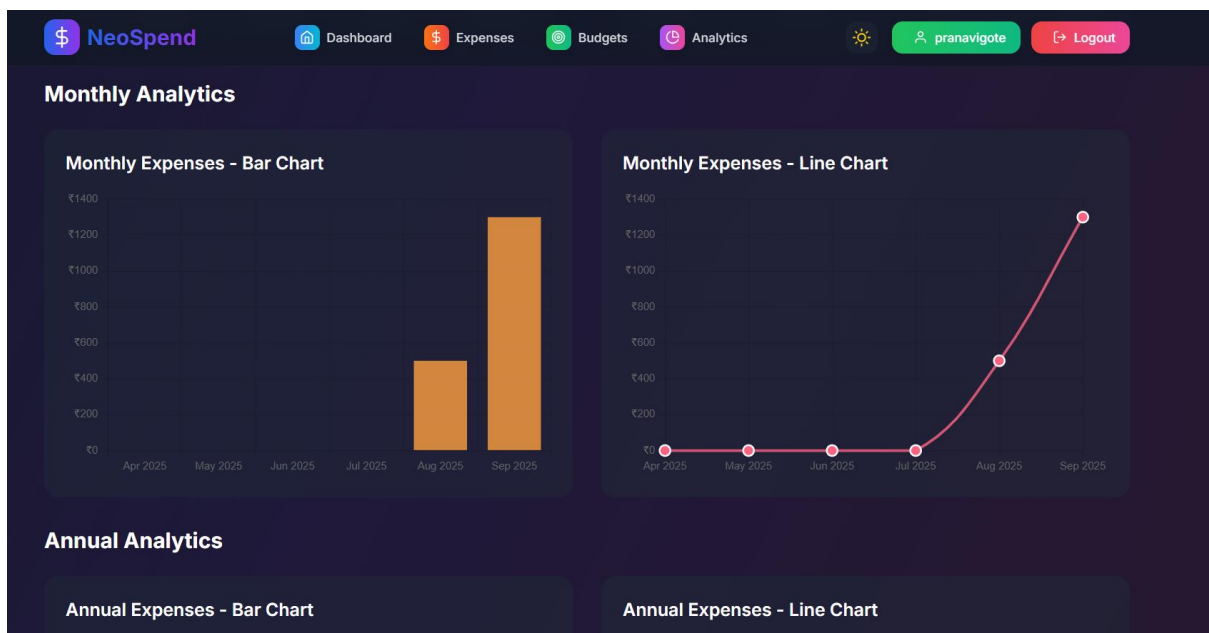 NeoSpend Dashboard Expenses Budgets Analytics pranavigote Logout
Monthly Analytics
Monthly Expenses - Bar Chart
₹1400
₹1200
₹1000
₹800
₹600
₹400
₹200
₹0
Apr 2025 May 2025 Jun 2025 Jul 2025 Aug 2025 Sep 2025
Monthly Expenses - Line Chart
₹1400
₹1200
₹1000
₹800
₹600
₹400
₹200
₹0
Apr 2025 May 2025 Jun 2025 Jul 2025 Aug 2025 Sep 2025
Annual Analytics
Annual Expenses - Bar Chart
Annual Expenses - Line Chart